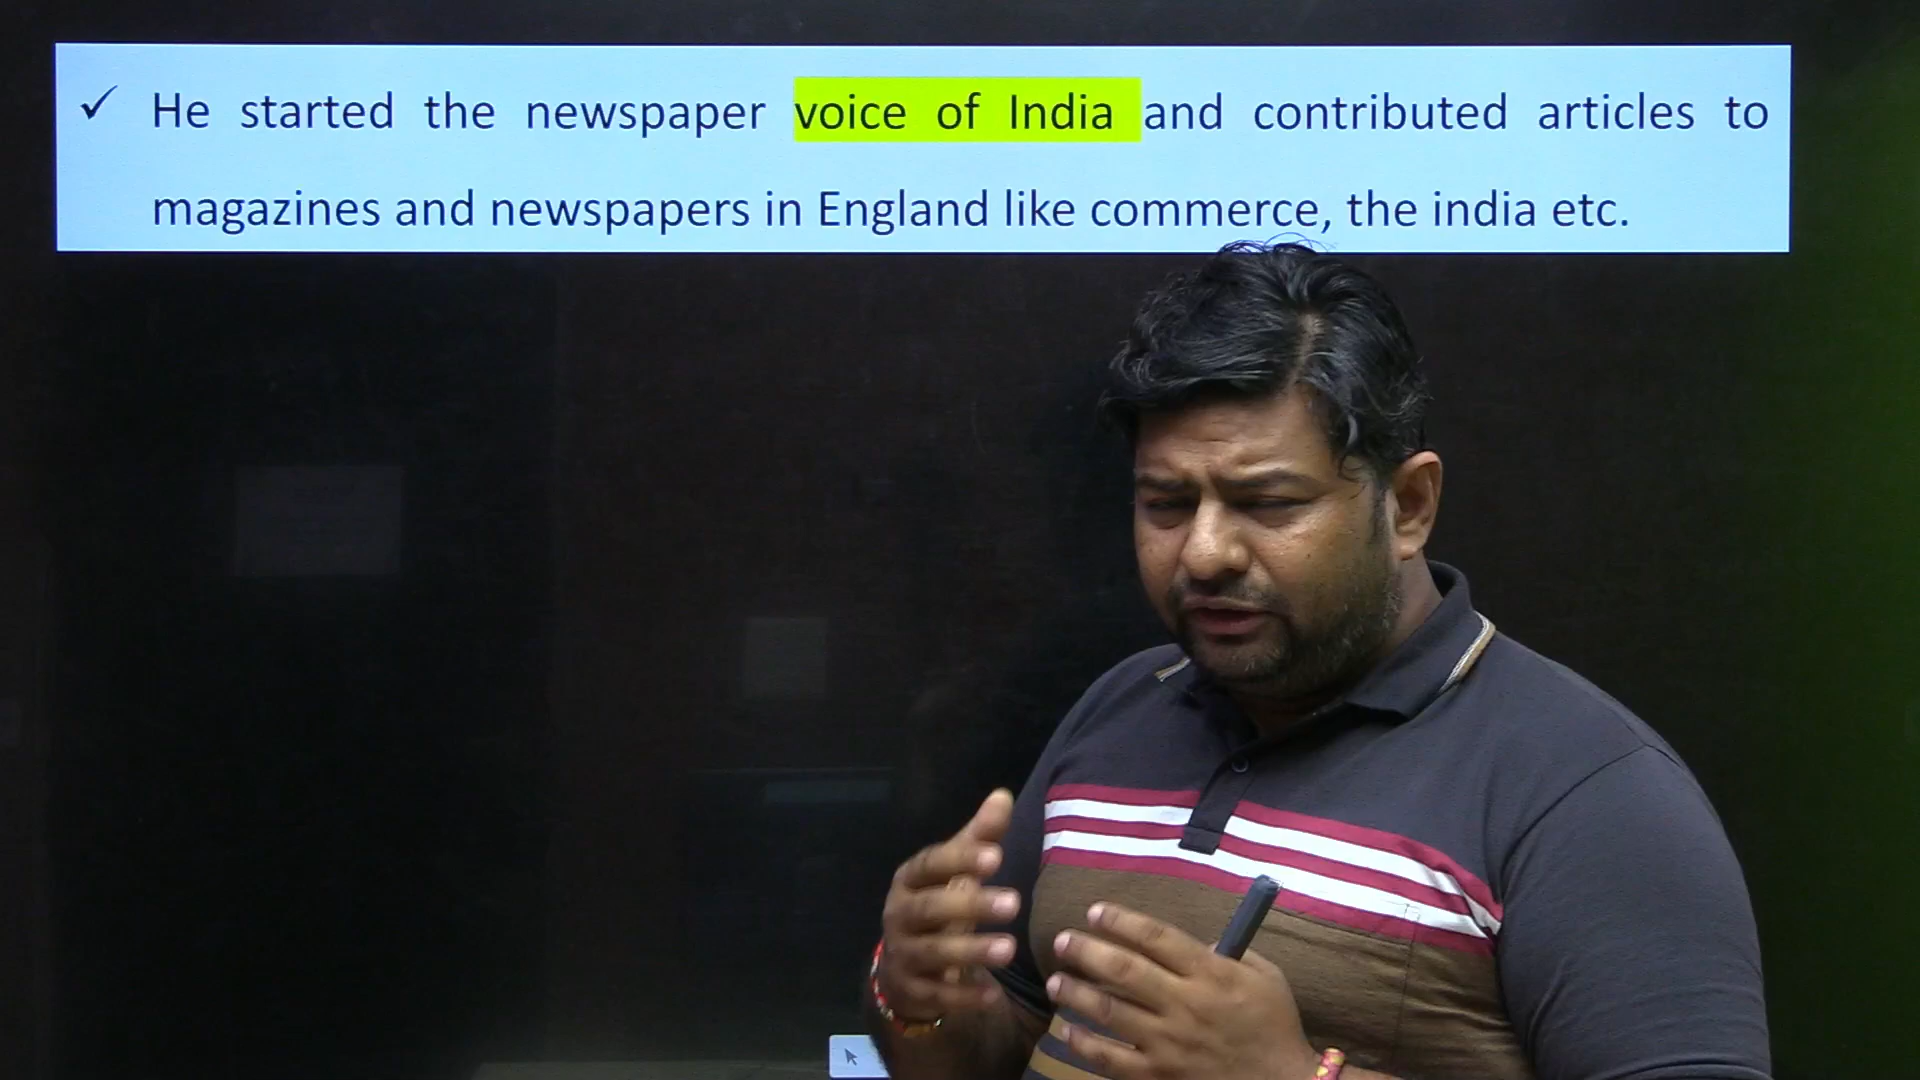 ✓ He started the newspaper voice of India and contributed articles to
magazines and newspapers in England like commerce, the india etc.